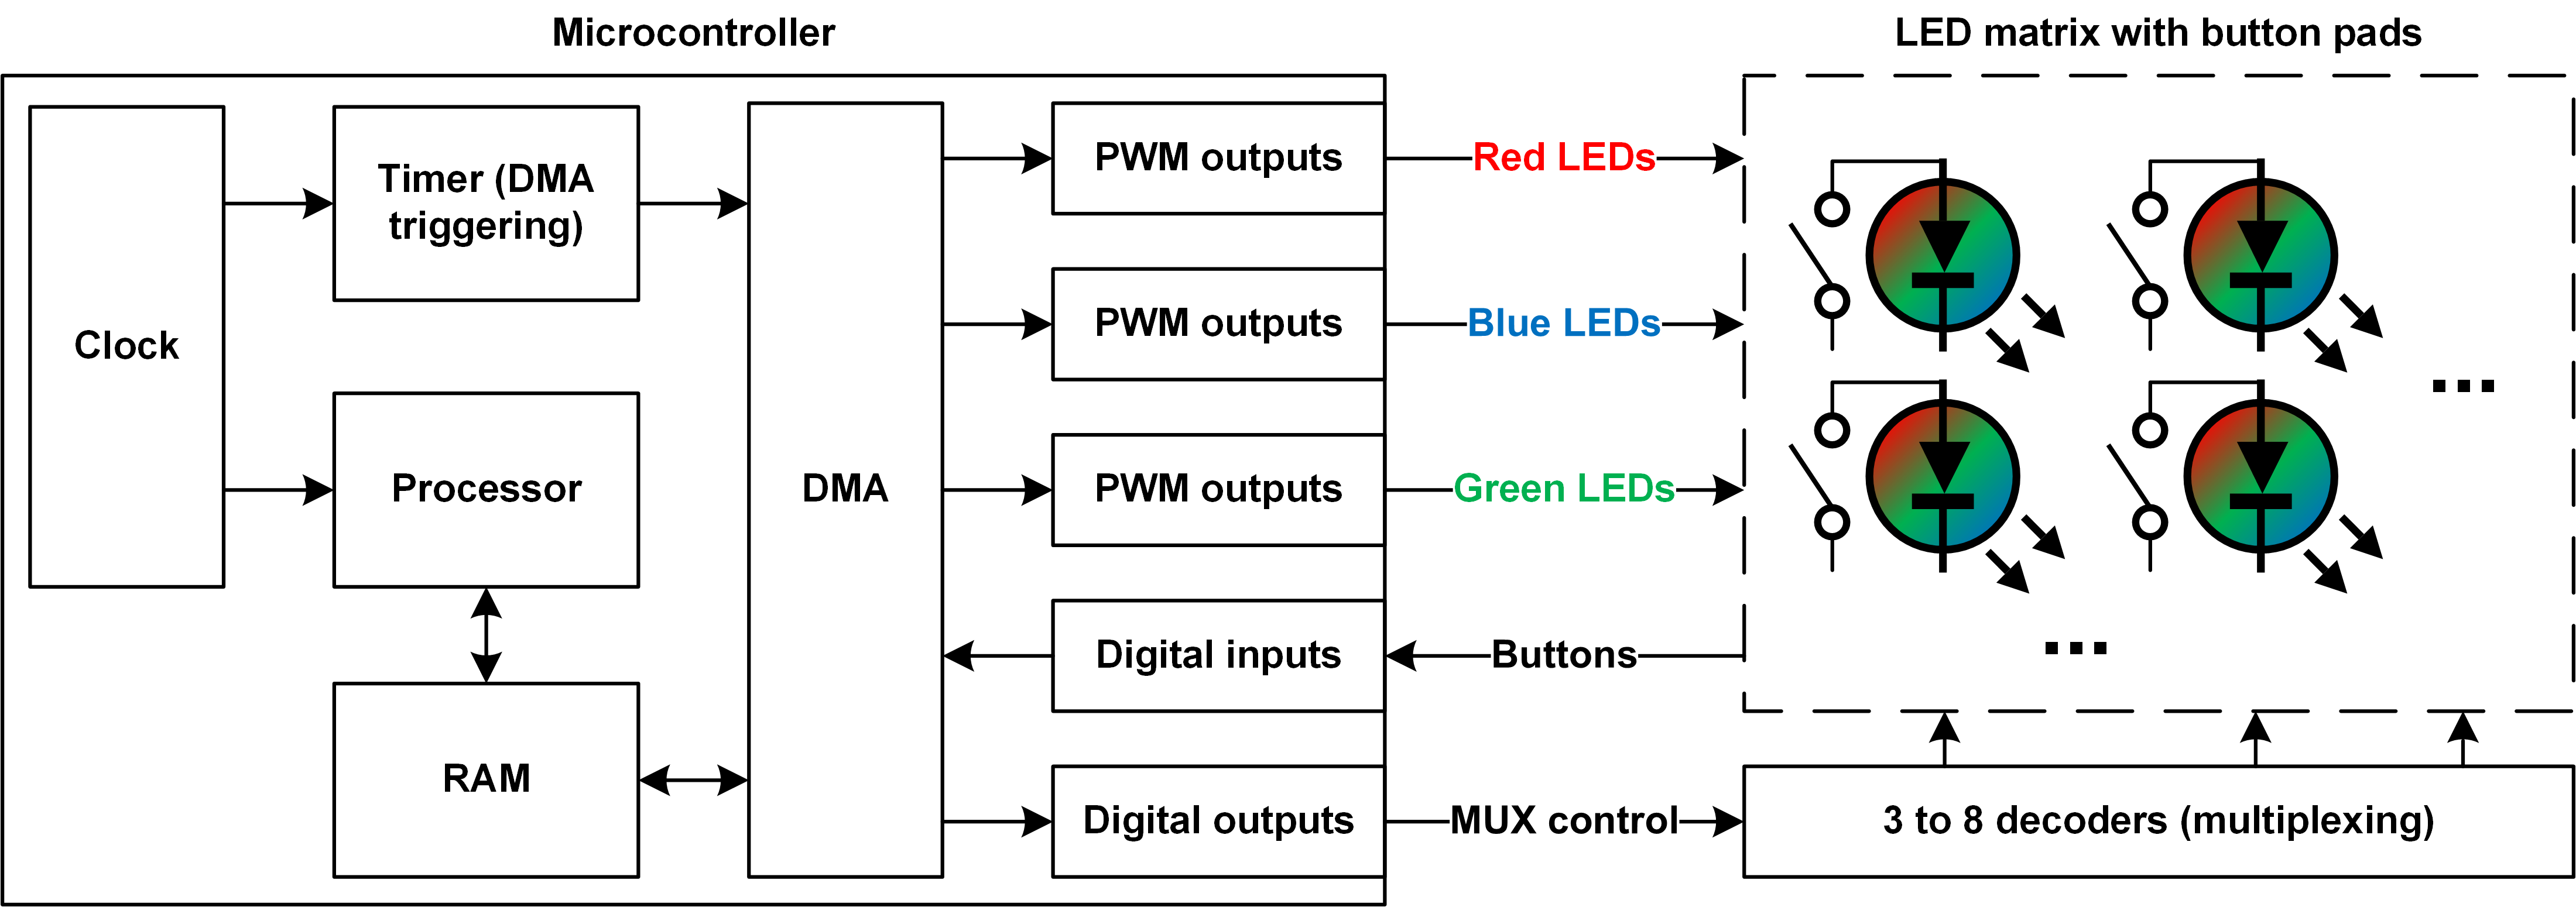 Microcontroller
LED matrix with button pads
Clock
Timer (DMA
triggering)
Processor
RAM
DMA
PWM outputs
PWM outputs
PWM outputs
Digital inputs
Digital outputs
Red LEDs
Blue LEDs
Green LEDs
Buttons
MUX control
...
...
3 to 8 decoders (multiplexing)